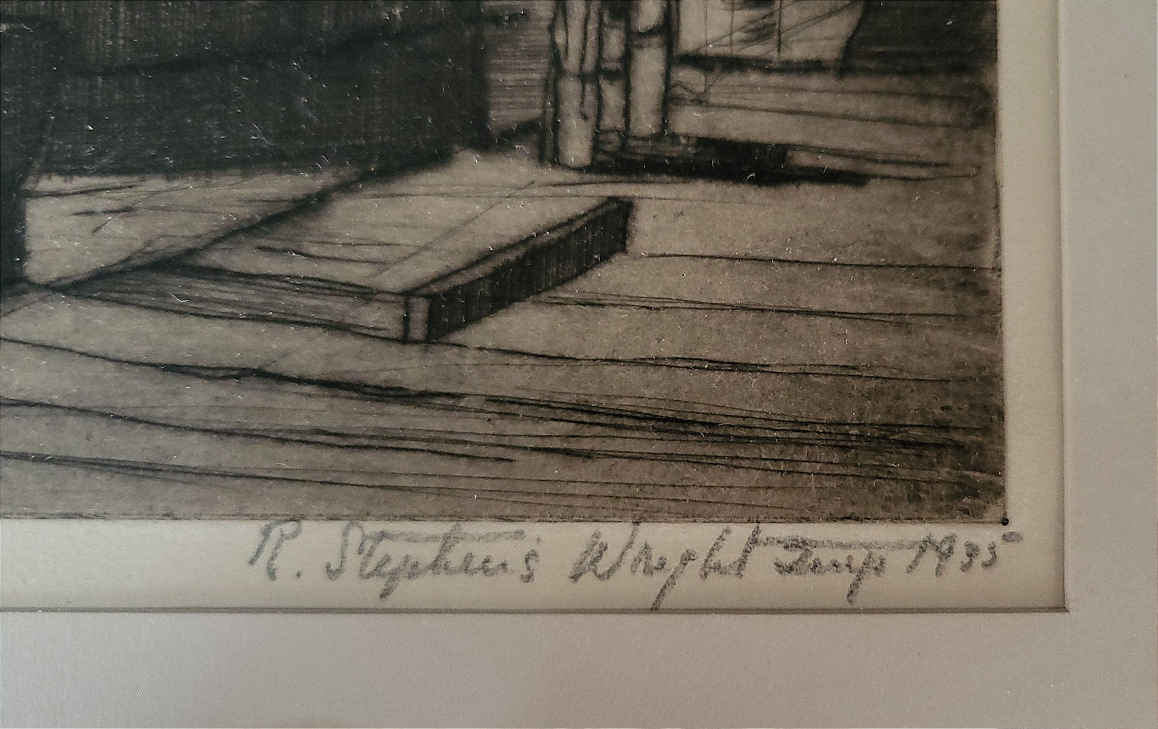 R. Stephens Wright Imp 1935